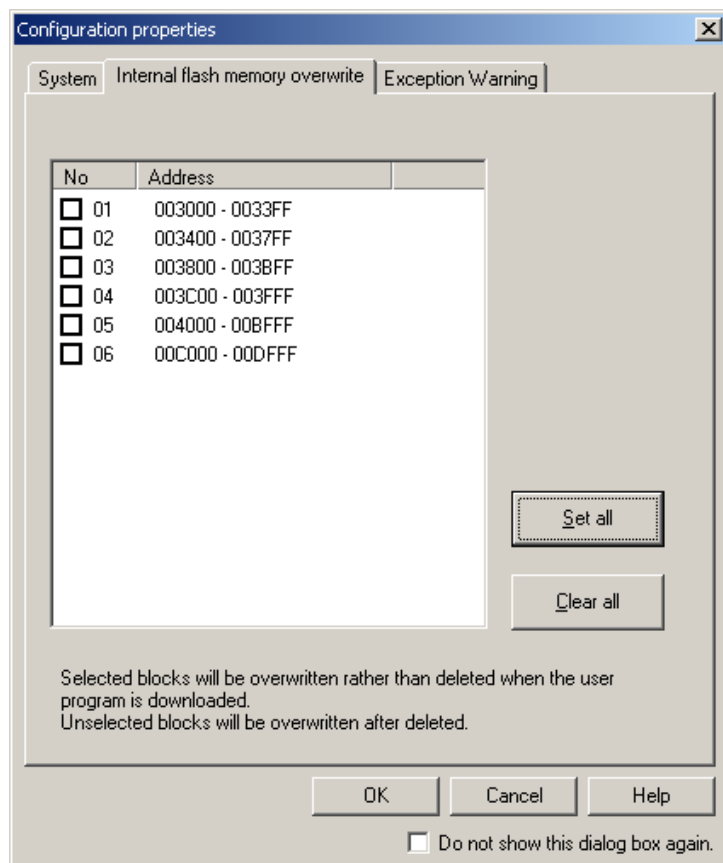 Configuration properties
System Internal flash memory overwrite Exception Warning
No Address
01 003000 - 0033FF
02 003400 - 0037FF
03 003800 - 003BFF
04 003C00 - 003FFF
05 004000 - 00BFFF
06 00C000 - 00DFFF
Set all
Clear all
Selected blocks will be overwritten rather than deleted when the user
program is downloaded.
Unselected blocks will be overwritten after deleted.
OK Cancel Help
Do not show this dialog box again.